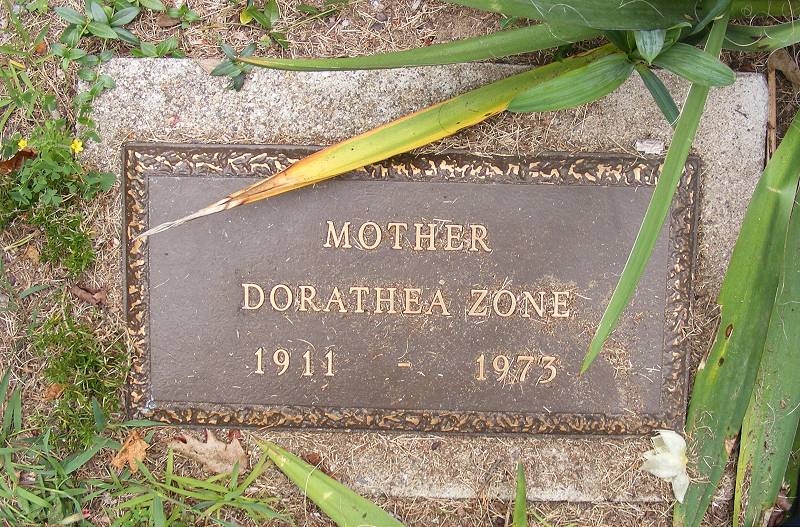 MOTHER
DORATHEA ZONE
1911 - 1973